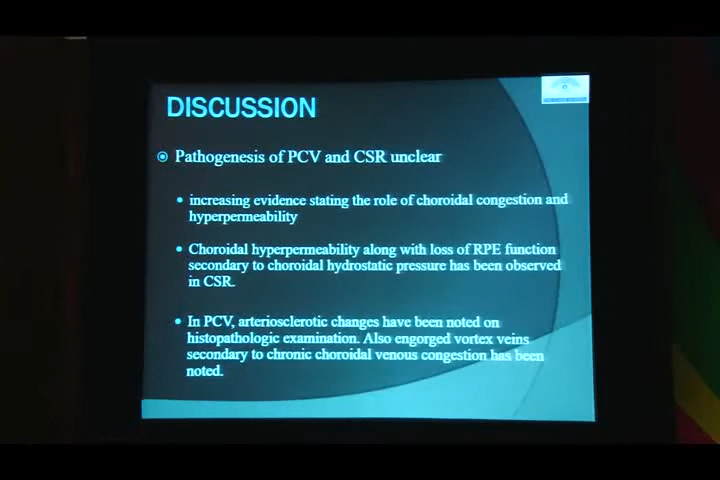 DISCUSSION
Pathogenesis of PCV and CSR unclear
increasing evidence stating the role of choroidal congestion and
hyperpermeability
Choroidal hyperpermeability along with loss of RPE function
secondary to choroidal hydrostatic pressure has been observed
in CSR.
In PCV, arteriosclerotic changes have been noted on
histopathologic examination. Also engorged vortex veins
secondary to chronic choroidal venous congestion has been
noted.